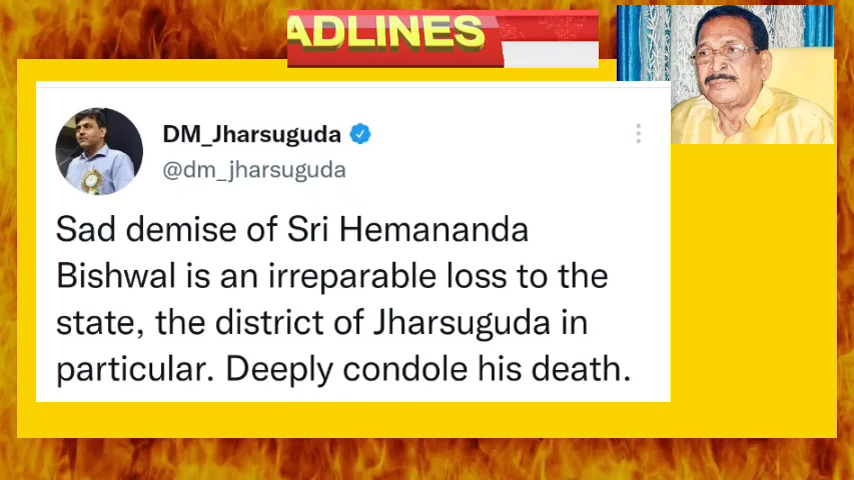 ADLINES
DM_Jharsuguda
@dm_jharsuguda
Sad demise of Sri Hemananda
Bishwal is an irreparable loss to the
state, the district of Jharsuguda in
particular. Deeply condole his death.